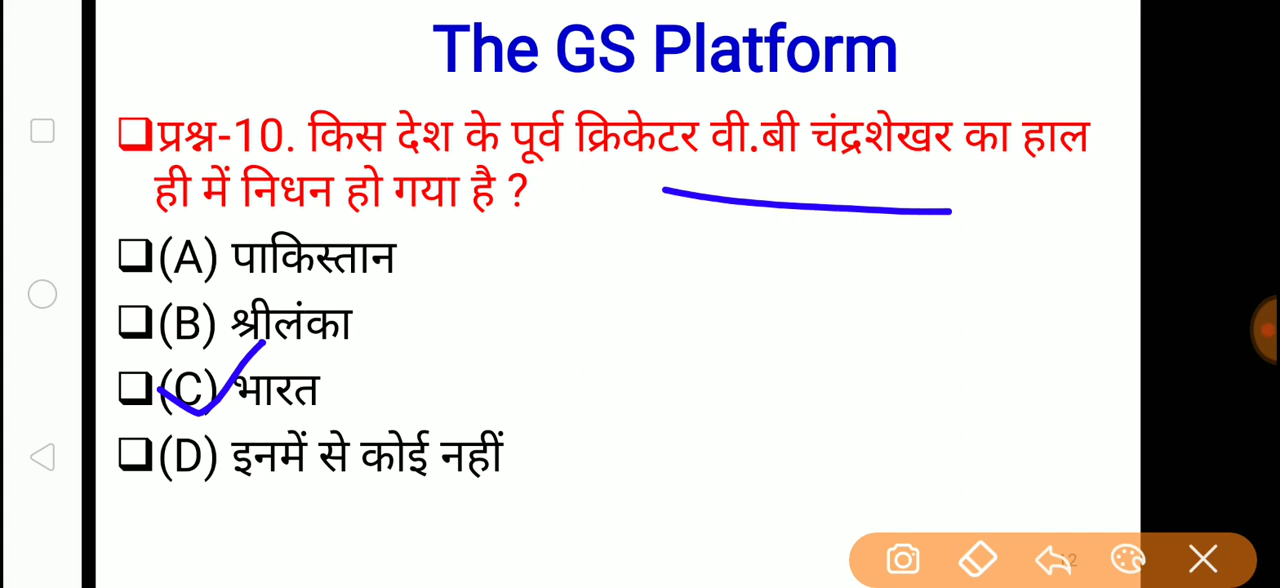 The GS Platform
❑प्रश्न-10. किस देश के पूर्व क्रिकेटर वी.बी चंद्रशेखर का हाल
ही में निधन हो गया है ?
❑(A) पाकिस्तान
❑(B) श्रीलंका
❑(C) भारत
❑(D) इनमें से कोई नहीं